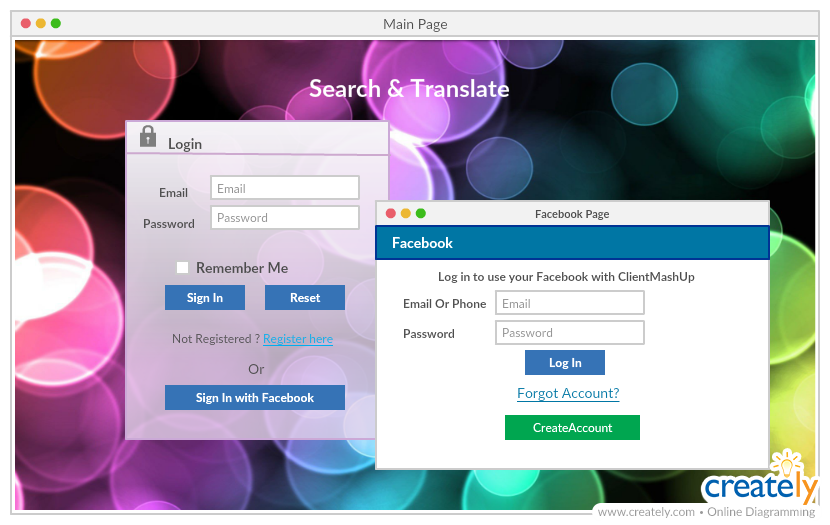 Main Page
Search & Translate
Login
Email Email
Password Password
Remember Me
Sign In Reset
Not Registered ? Register here
Or
Sign In with Facebook
Facebook Page
Facebook
Log in to use your Facebook with ClientMashUp
Email Or Phone Email
Password Password
Log In
Forgot Account?
CreateAccount
creately
www.creately.com • Online Diagramming